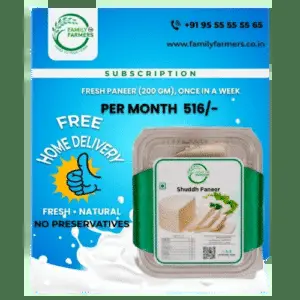 FAMILY FARMERS
+91 95 55 55 55 65
www.familyfarmers.co.in
SUBSCRIPTION
FRESH PANEER (200 GM), ONCE IN A WEEK
PER MONTH 516/-
FREE
HOME DELIVERY
Shuddh Paneer
FRESH • NATURAL
NO PRESERVATIVES